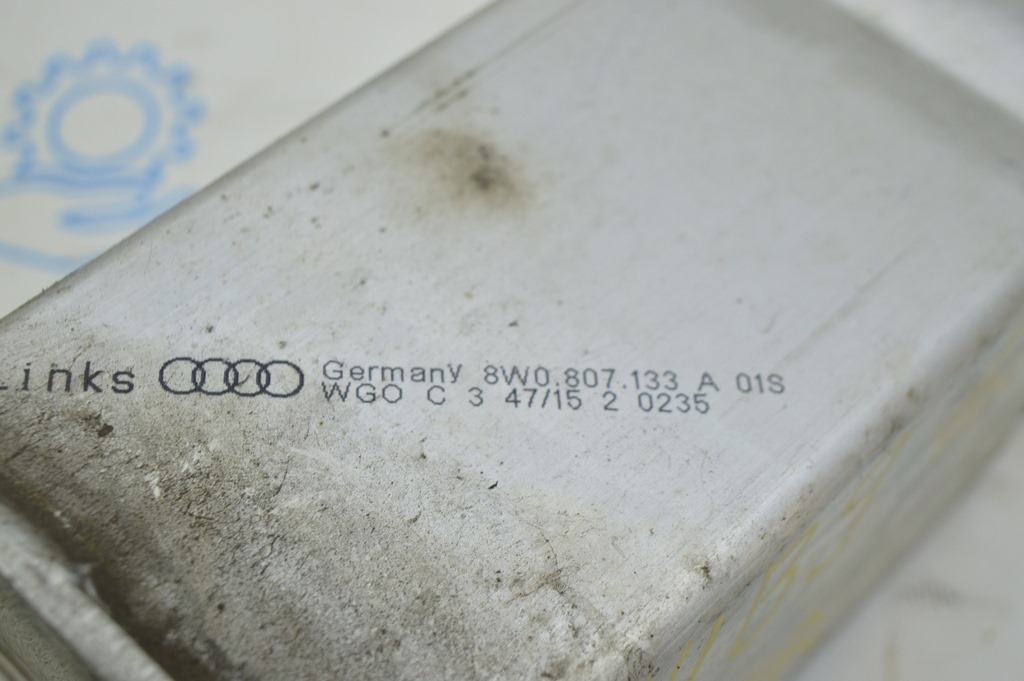 Links Germany 8W0.807.133 A 01S
WGO C 3 47/15 2 0235